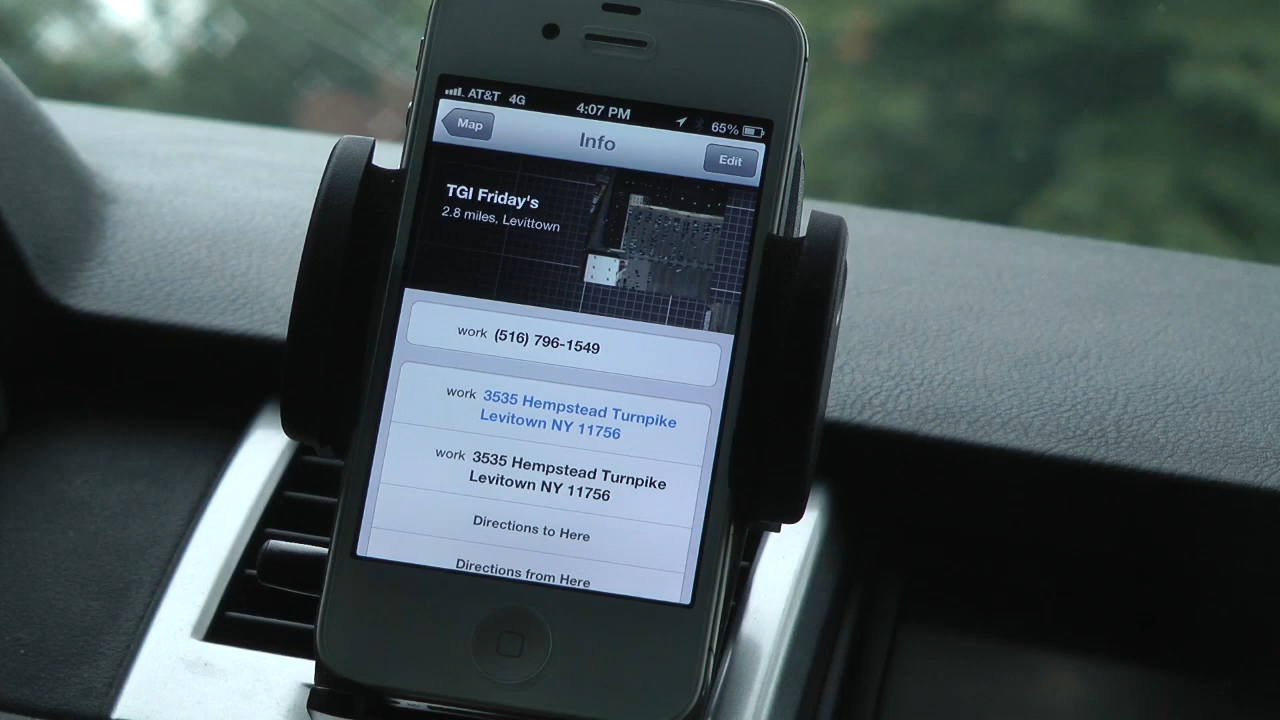 AT&T 4G 4:07 PM 65%
Map Info Edit
TGI Friday's
2.8 miles, Levittown
work (516) 796-1549
work 3535 Hempstead Turnpike
Levitown NY 11756
work 3535 Hempstead Turnpike
Levitown NY 11756
Directions to Here
Directions from Here